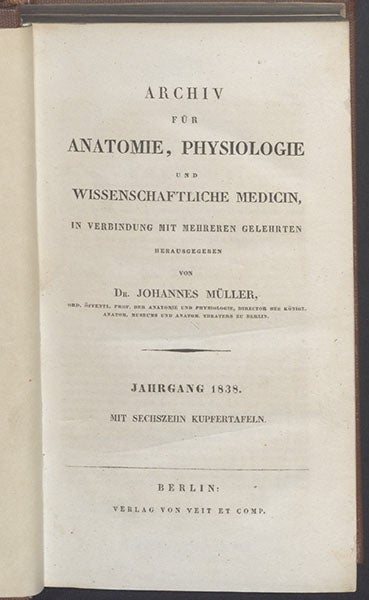 ARCHIV
FÜR
ANATOMIE, PHYSIOLOGIE
UND
WISSENSCHAFTLICHE MEDICIN,
IN VERBINDUNG MIT MEHREREN GELEHRTEN
HERAUSGEGEBEN
VON
DR. JOHANNES MÜLLER,
ORD. ÖFFENTL. PROF. DER ANATOMIE UND PHYSIOLOGIE, DIRECTOR DES KÖNIGL.
ANATOM. MUSEUMS UND ANATOM. THEATERS ZU BERLIN.
JAHRGANG 1838.
MIT SECHSZEHN KUPFERTAFELN.
BERLIN:
VERLAG VON VEIT ET COMP.